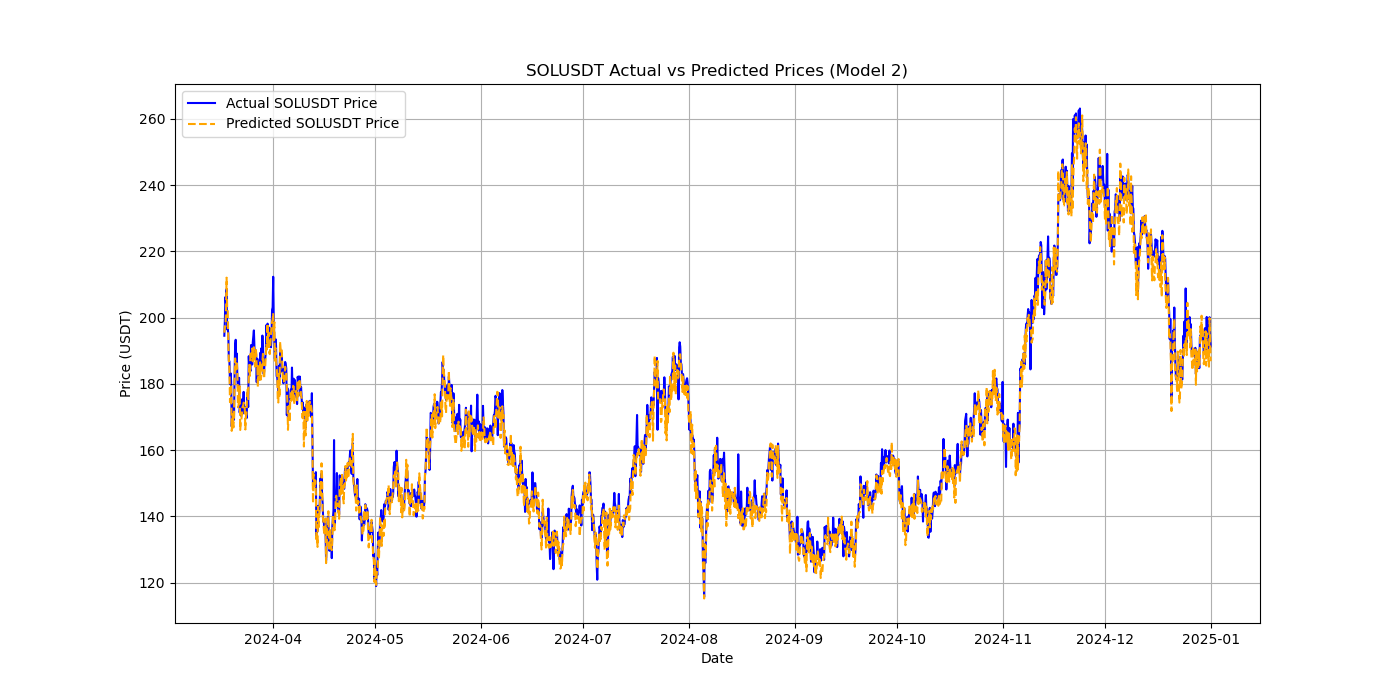 SOLUSDT Actual vs Predicted Prices (Model 2)
Actual SOLUSDT Price
Predicted SOLUSDT Price
Price (USDT)
260
240
220
200
180
160
140
120
2024-04 2024-05 2024-06 2024-07 2024-08 2024-09 2024-10 2024-11 2024-12 2025-01
Date